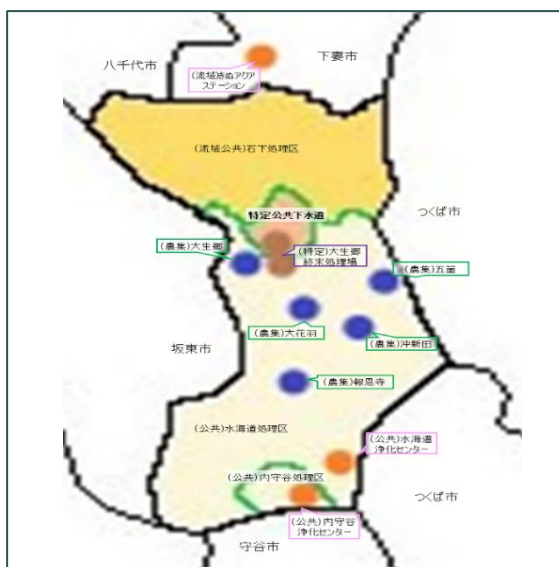 八千代市
下妻市
(流域)きぬアクア
ステーション
(流域公共)石下処理区
つくば市
特定公共下水道
(農集)大生郷
(特定)大生郷
終末処理場
(農集)五箇
(農集)大花羽
(農集)沖新田
坂東市
(農集)報恩寺
(公共)水海道処理区
(公共)水海道
浄化センター
(公共)内守谷処理区
つくば市
(公共)内守谷
浄化センター
守谷市